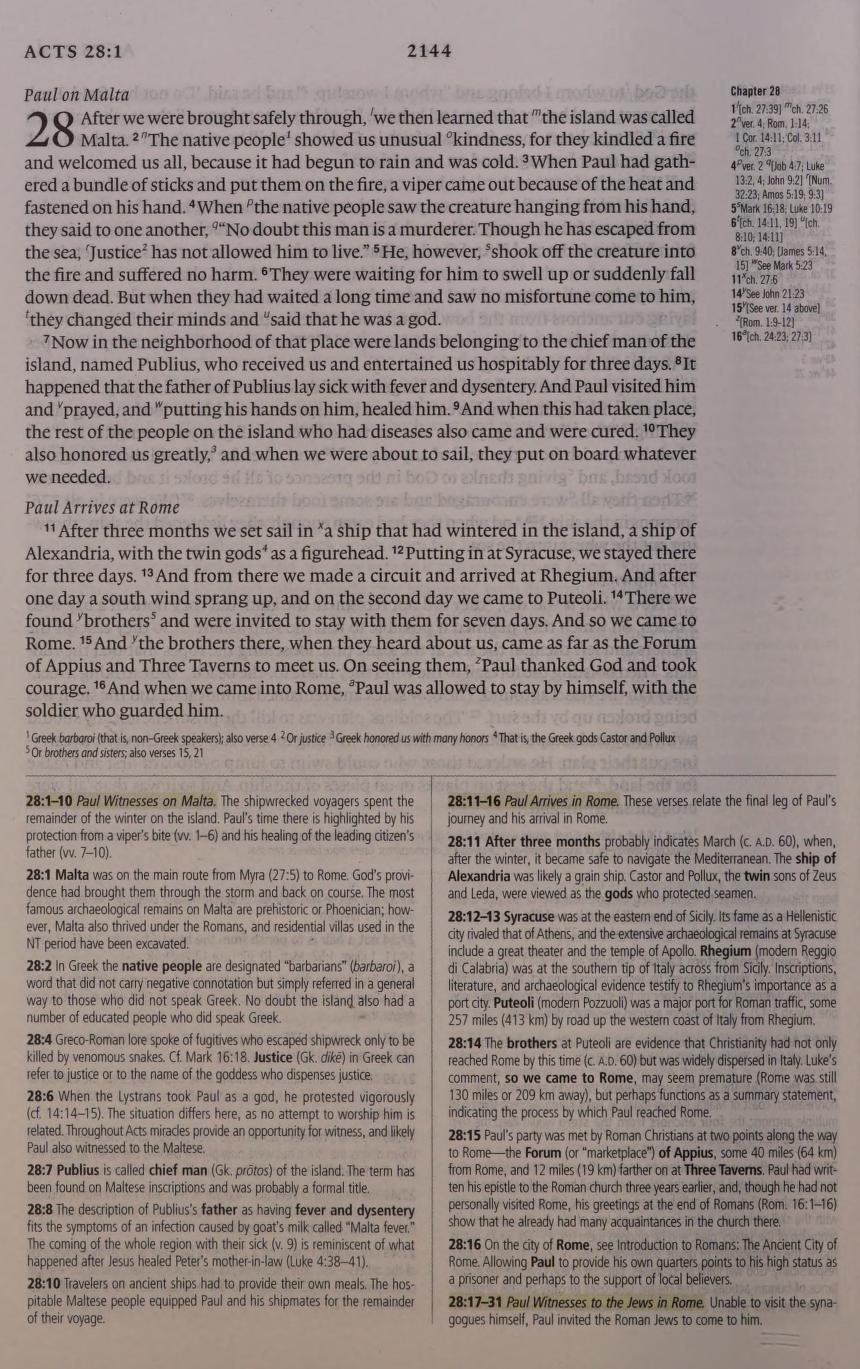 ACTS 28:1
2144
Paul on Malta
28 After we were brought safely through, lwe then learned that mthe island was called
Malta. 2 nThe native people1 showed us unusual okindness, for they kindled a fire
and welcomed us all, because it had begun to rain and was cold. 3 When Paul had gath-
ered a bundle of sticks and put them on the fire, a viper came out because of the heat and
fastened on his hand. 4 When pthe native people saw the creature hanging from his hand,
they said to one another, q“No doubt this man is a murderer. Though he has escaped from
the sea, rJustice2 has not allowed him to live.” 5 He, however, sshook off the creature into
the fire and suffered no harm. 6 They were waiting for him to swell up or suddenly fall
down dead. But when they had waited a long time and saw no misfortune come to him,
tthey changed their minds and usaid that he was a god.
7 Now in the neighborhood of that place were lands belonging to the chief man of the
island, named Publius, who received us and entertained us hospitably for three days. 8 It
happened that the father of Publius lay sick with fever and dysentery. And Paul visited him
and vprayed, and wputting his hands on him, healed him. 9 And when this had taken place,
the rest of the people on the island who had diseases also came and were cured. 10 They
also honored us greatly,3 and when we were about to sail, they put on board whatever
we needed.
Paul Arrives at Rome
11 After three months we set sail in xa ship that had wintered in the island, a ship of
Alexandria, with the twin gods4 as a figurehead. 12 Putting in at Syracuse, we stayed there
for three days. 13 And from there we made a circuit and arrived at Rhegium. And after
one day a south wind sprang up, and on the second day we came to Puteoli. 14 There we
found ybrothers5 and were invited to stay with them for seven days. And so we came to
Rome. 15 And ythe brothers there, when they heard about us, came as far as the Forum
of Appius and Three Taverns to meet us. On seeing them, zPaul thanked God and took
courage. 16 And when we came into Rome, aPaul was allowed to stay by himself, with the
soldier who guarded him.
1 Greek barbaroi (that is, non–Greek speakers); also verse 4 2 Or justice 3 Greek honored us with many honors 4 That is, the Greek gods Castor and Pollux
5 Or brothers and sisters; also verses 15, 21
Chapter 28
1 l[ch. 27:39] mch. 27:26
2 nver. 4; Rom. 1:14;
1 Cor. 14:11; Col. 3:11
och. 27:3
4 pver. 2 q[Job 4:7; Luke
13:2, 4; John 9:2] r[Num.
32:23; Amos 5:19; 9:3]
5 sMark 16:18; Luke 10:19
6 t[ch. 14:11, 19] u[ch.
8:10; 14:11]
8 vch. 9:40; [James 5:14,
15] wSee Mark 5:23
11 xch. 27:6
14 ySee John 21:23
15 y[See ver. 14 above]
z[Rom. 1:9-12]
16 a[ch. 24:23; 27:3]
28:1–10 Paul Witnesses on Malta. The shipwrecked voyagers spent the
remainder of the winter on the island. Paul's time there is highlighted by his
protection from a viper's bite (vv. 1–6) and his healing of the leading citizen's
father (vv. 7–10).
28:1 Malta was on the main route from Myra (27:5) to Rome. God's provi-
dence had brought them through the storm and back on course. The most
famous archaeological remains on Malta are prehistoric or Phoenician; how-
ever, Malta also thrived under the Romans, and residential villas used in the
NT period have been excavated.
28:2 In Greek the native people are designated “barbarians” (barbaroi), a
word that did not carry negative connotation but simply referred in a general
way to those who did not speak Greek. No doubt the island also had a
number of educated people who did speak Greek.
28:4 Greco-Roman lore spoke of fugitives who escaped shipwreck only to be
killed by venomous snakes. Cf. Mark 16:18. Justice (Gk. dikē) in Greek can
refer to justice or to the name of the goddess who dispenses justice.
28:6 When the Lystrans took Paul as a god, he protested vigorously
(cf. 14:14–15). The situation differs here, as no attempt to worship him is
related. Throughout Acts miracles provide an opportunity for witness, and likely
Paul also witnessed to the Maltese.
28:7 Publius is called chief man (Gk. prōtos) of the island. The term has
been found on Maltese inscriptions and was probably a formal title.
28:8 The description of Publius's father as having fever and dysentery
fits the symptoms of an infection caused by goat's milk called “Malta fever.”
The coming of the whole region with their sick (v. 9) is reminiscent of what
happened after Jesus healed Peter's mother-in-law (Luke 4:38–41).
28:10 Travelers on ancient ships had to provide their own meals. The hos-
pitable Maltese people equipped Paul and his shipmates for the remainder
of their voyage.
28:11–16 Paul Arrives in Rome. These verses relate the final leg of Paul's
journey and his arrival in Rome.
28:11 After three months probably indicates March (c. A.D. 60), when,
after the winter, it became safe to navigate the Mediterranean. The ship of
Alexandria was likely a grain ship. Castor and Pollux, the twin sons of Zeus
and Leda, were viewed as the gods who protected seamen.
28:12–13 Syracuse was at the eastern end of Sicily. Its fame as a Hellenistic
city rivaled that of Athens, and the extensive archaeological remains at Syracuse
include a great theater and the temple of Apollo. Rhegium (modern Reggio
di Calabria) was at the southern tip of Italy across from Sicily. Inscriptions,
literature, and archaeological evidence testify to Rhegium's importance as a
port city. Puteoli (modern Pozzuoli) was a major port for Roman traffic, some
257 miles (413 km) by road up the western coast of Italy from Rhegium.
28:14 The brothers at Puteoli are evidence that Christianity had not only
reached Rome by this time (c. A.D. 60) but was widely dispersed in Italy. Luke's
comment, so we came to Rome, may seem premature (Rome was still
130 miles or 209 km away), but perhaps functions as a summary statement,
indicating the process by which Paul reached Rome.
28:15 Paul's party was met by Roman Christians at two points along the way
to Rome—the Forum (or “marketplace”) of Appius, some 40 miles (64 km)
from Rome, and 12 miles (19 km) farther on at Three Taverns. Paul had writ-
ten his epistle to the Roman church three years earlier, and, though he had not
personally visited Rome, his greetings at the end of Romans (Rom. 16:1–16)
show that he already had many acquaintances in the church there.
28:16 On the city of Rome, see Introduction to Romans: The Ancient City of
Rome. Allowing Paul to provide his own quarters points to his high status as
a prisoner and perhaps to the support of local believers.
28:17–31 Paul Witnesses to the Jews in Rome. Unable to visit the syna-
gogues himself, Paul invited the Roman Jews to come to him.